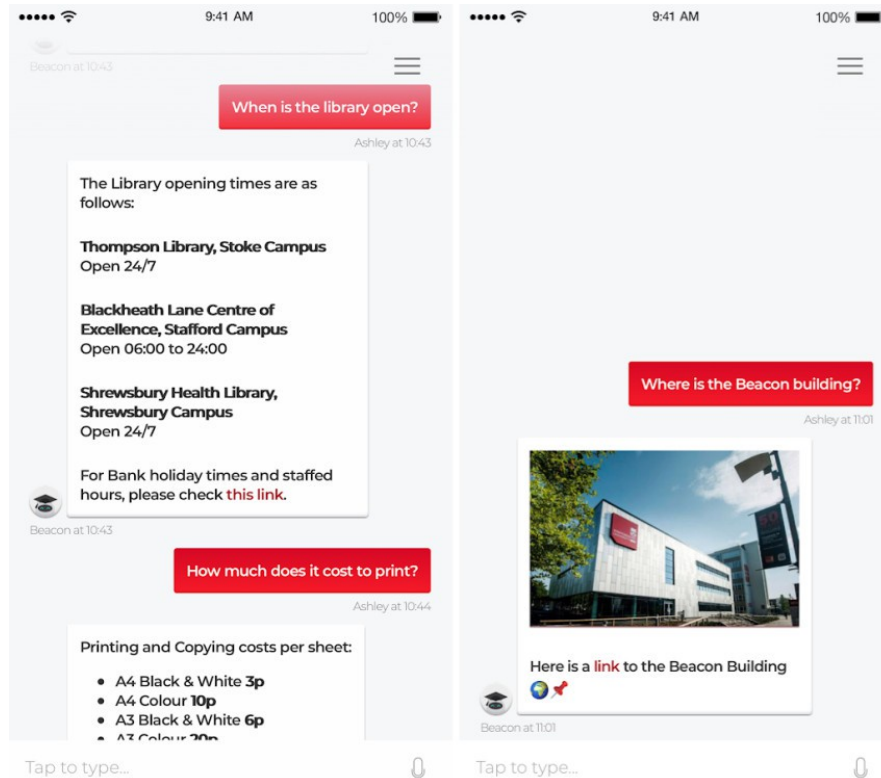 9:41 AM
100%
Beacon at 10:43
When is the library open?
Ashley at 10:43
The Library opening times are as
follows:
Thompson Library, Stoke Campus
Open 24/7
Blackheath Lane Centre of
Excellence, Stafford Campus
Open 06:00 to 24:00
Shrewsbury Health Library,
Shrewsbury Campus
Open 24/7
For Bank holiday times and staffed
hours, please check this link.
Beacon at 10:43
How much does it cost to print?
Ashley at 10:44
Printing and Copying costs per sheet:
• A4 Black & White 3p
• A4 Colour 10p
• A3 Black & White 6p
• A3 Colour 20p
Tap to type...
9:41 AM
100%
Where is the Beacon building?
Ashley at 11:01
50
Here is a link to the Beacon Building
🌍📌
Beacon at 11:01
Tap to type...